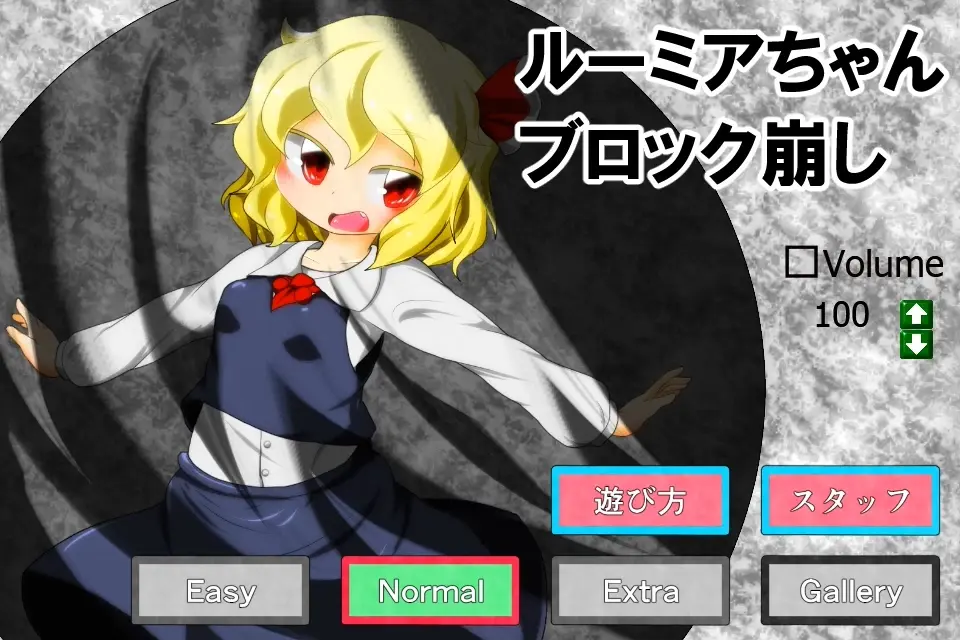 ルーミアちゃん
ブロック崩し
□Volume
100
遊び方
スタッフ
Easy
Normal
Extra
Gallery